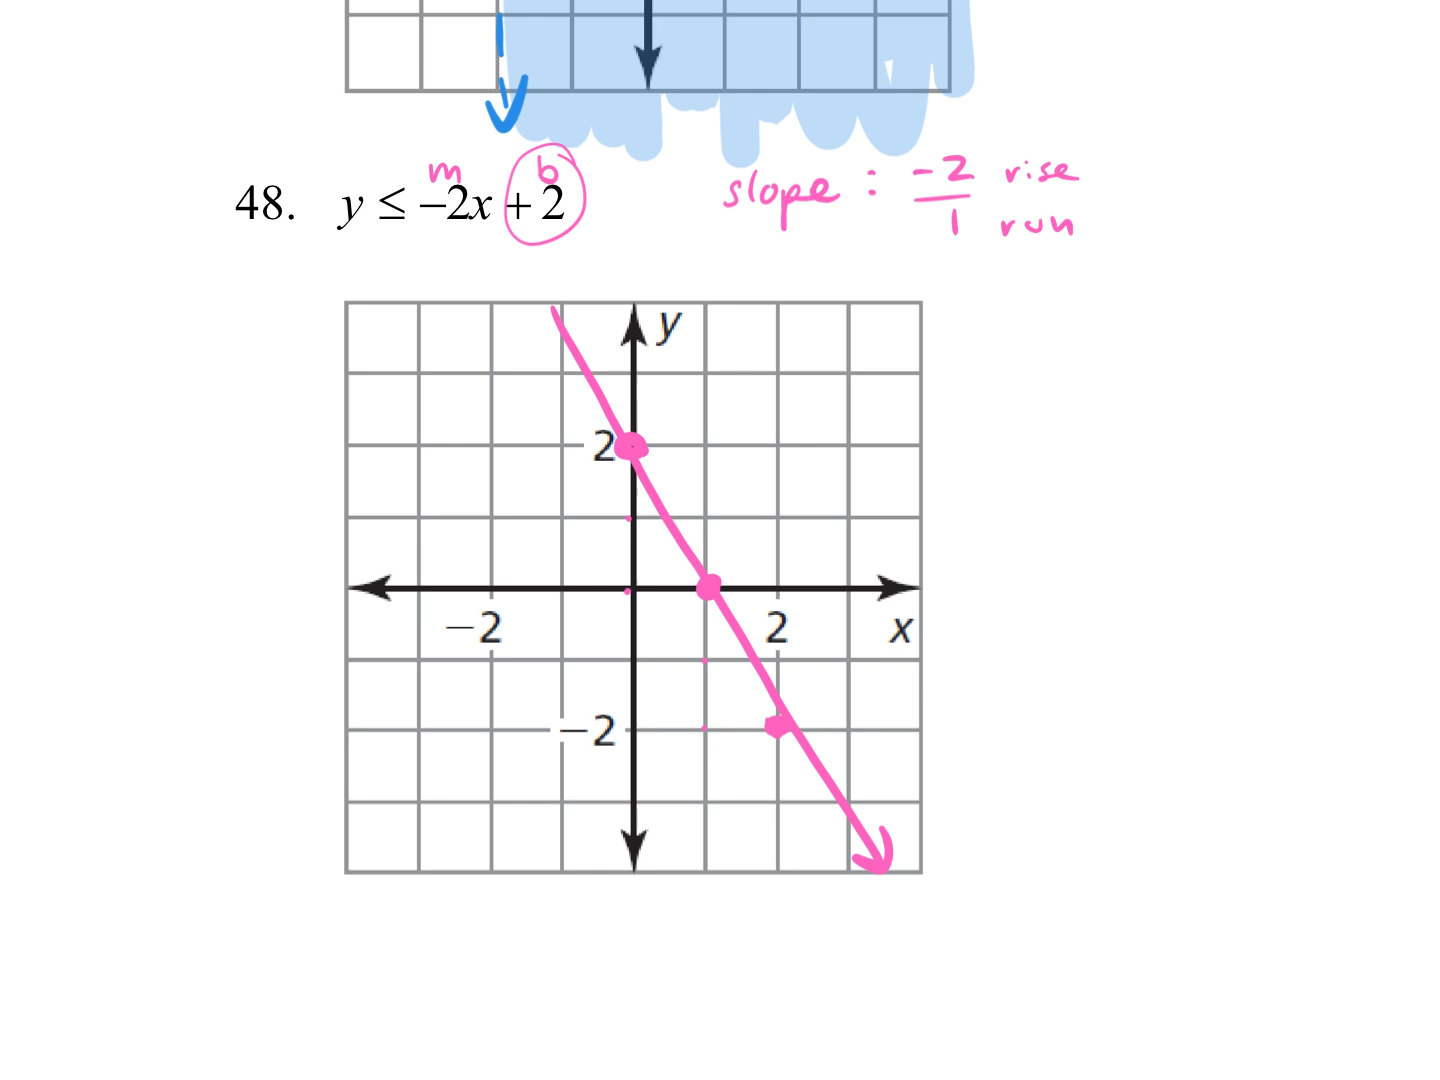 m b
48. y ≤ −2x + 2
slope : -2/1 rise run
y
2
−2 2 x
−2